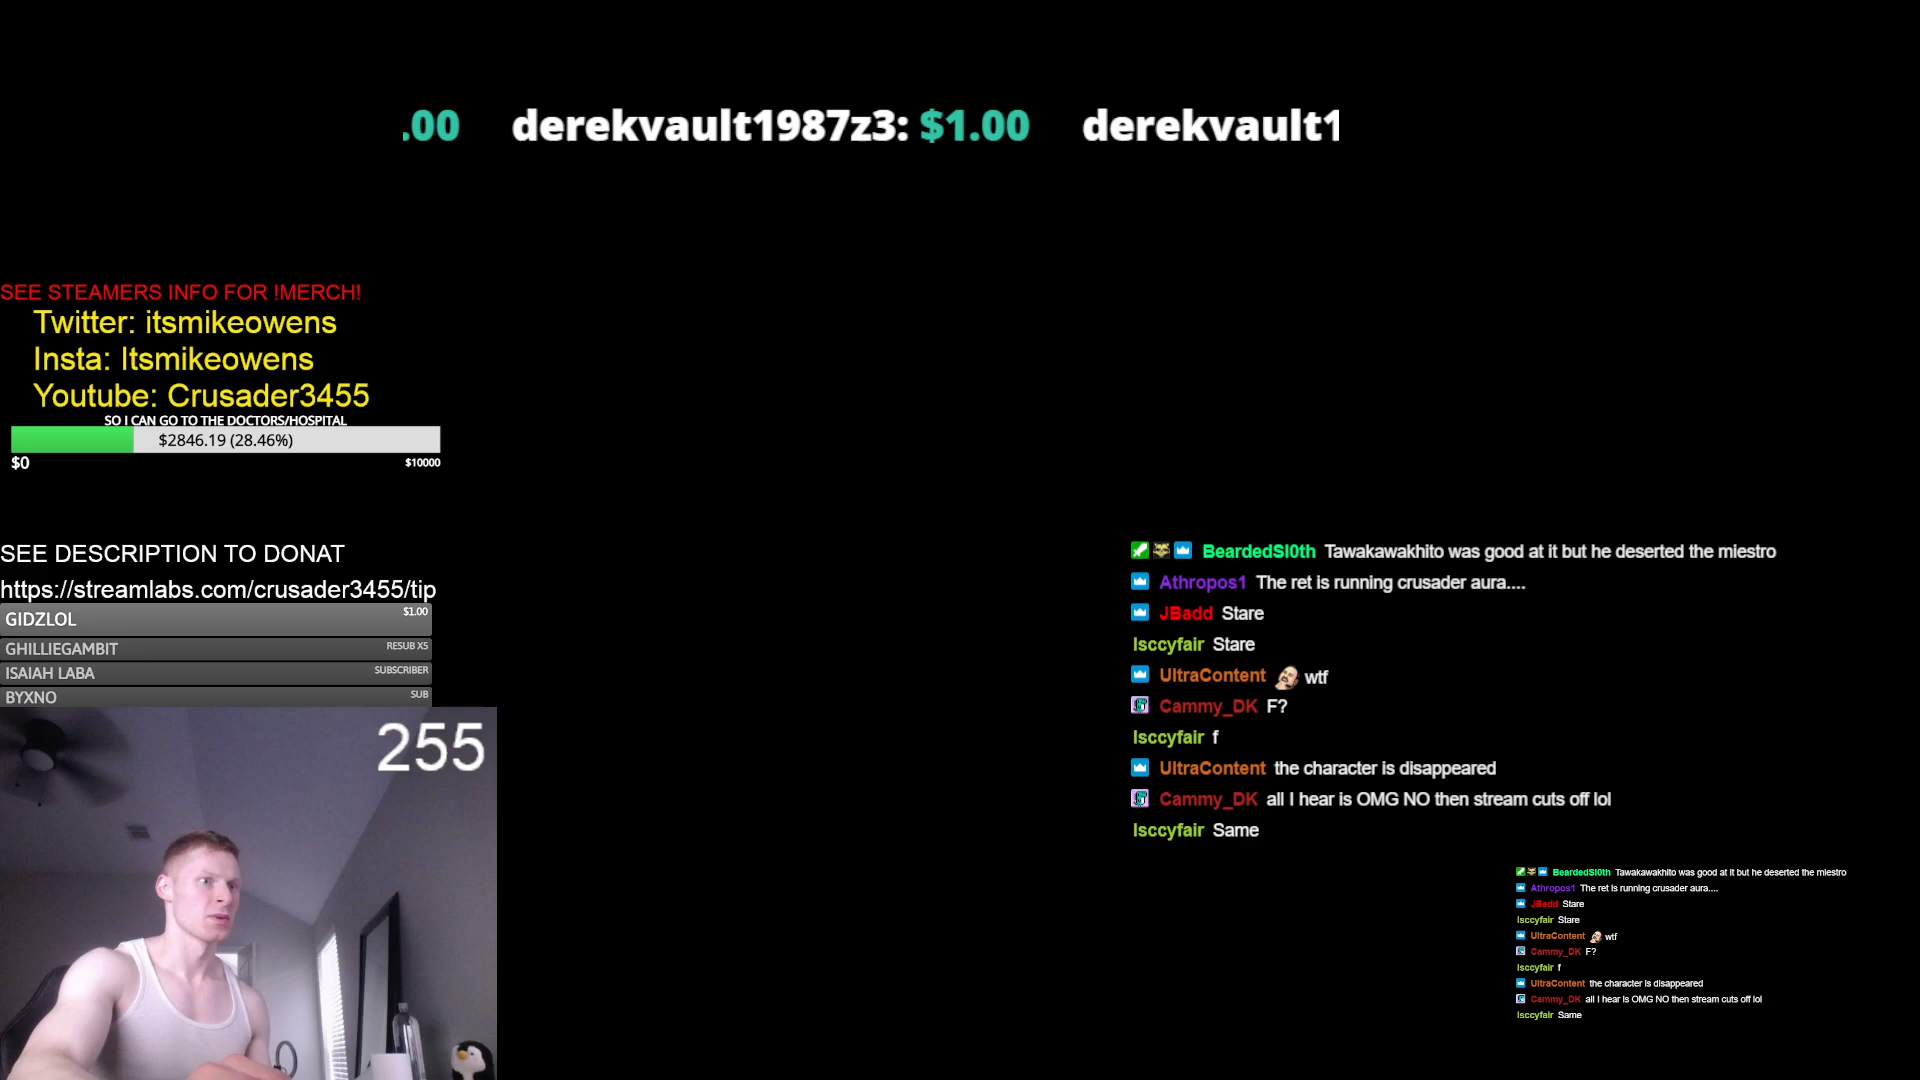 .00 derekvault1987z3: $1.00 derekvault1
SEE STEAMERS INFO FOR !MERCH!
Twitter: itsmikeowens
Insta: Itsmikeowens
Youtube: Crusader3455
SO I CAN GO TO THE DOCTORS/HOSPITAL
$2846.19 (28.46%)
$0 $10000
SEE DESCRIPTION TO DONAT
https://streamlabs.com/crusader3455/tip
GIDZLOL $1.00
GHILLIEGAMBIT RESUB X5
ISAIAH LABA SUBSCRIBER
BYXNO SUB
255
BeardedSl0th Tawakawakhito was good at it but he deserted the miestro
Athropos1 The ret is running crusader aura....
JBadd Stare
lsccyfair Stare
UltraContent wtf
Cammy_DK F?
lsccyfair f
UltraContent the character is disappeared
Cammy_DK all I hear is OMG NO then stream cuts off lol
lsccyfair Same
BeardedSl0th Tawakawakhito was good at it but he deserted the miestro
Athropos1 The ret is running crusader aura....
JBadd Stare
lsccyfair Stare
UltraContent wtf
Cammy_DK F?
lsccyfair f
UltraContent the character is disappeared
Cammy_DK all I hear is OMG NO then stream cuts off lol
lsccyfair Same